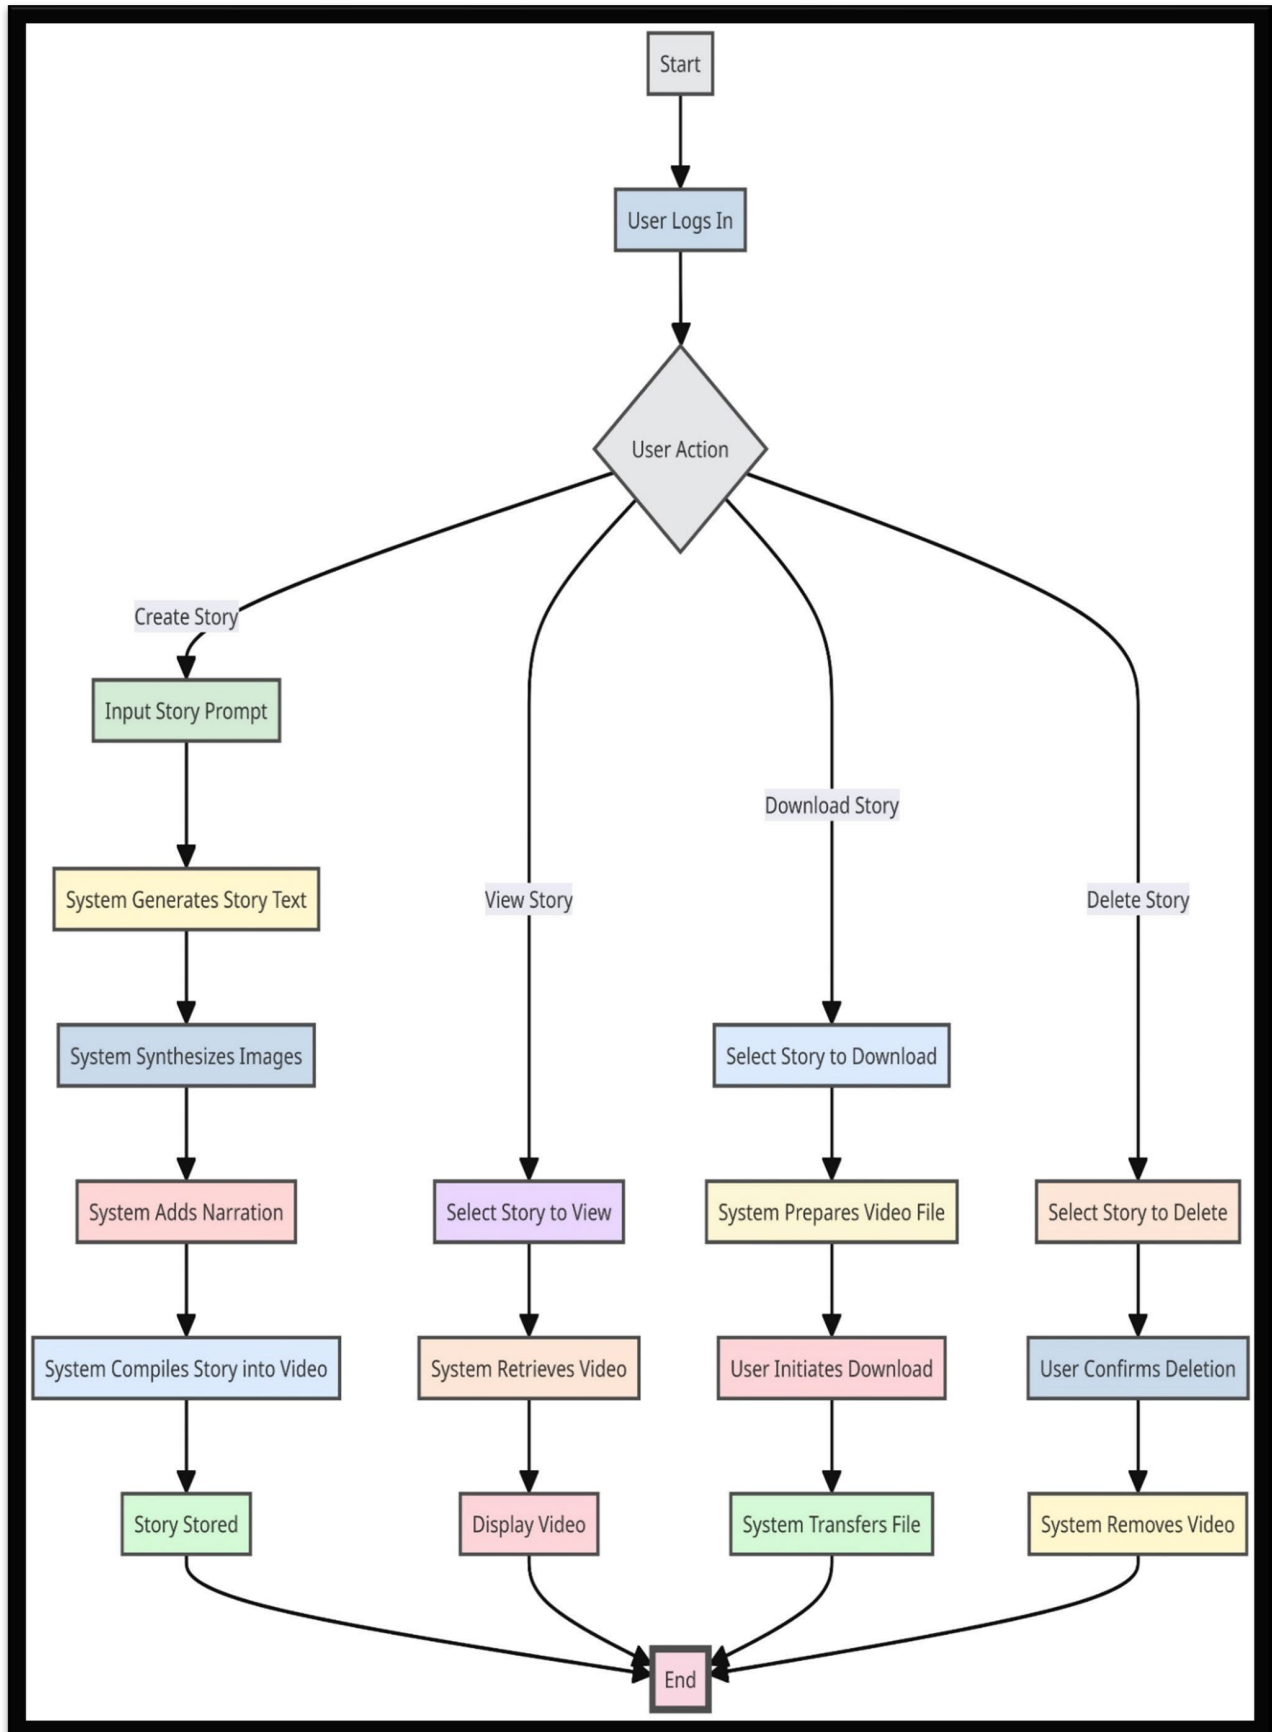 Start
User Logs In
User Action
Create Story
Input Story Prompt
Download Story
System Generates Story Text
View Story
Delete Story
System Synthesizes Images
Select Story to Download
System Adds Narration
Select Story to View
System Prepares Video File
Select Story to Delete
System Compiles Story into Video
System Retrieves Video
User Initiates Download
User Confirms Deletion
Story Stored
Display Video
System Transfers File
System Removes Video
End